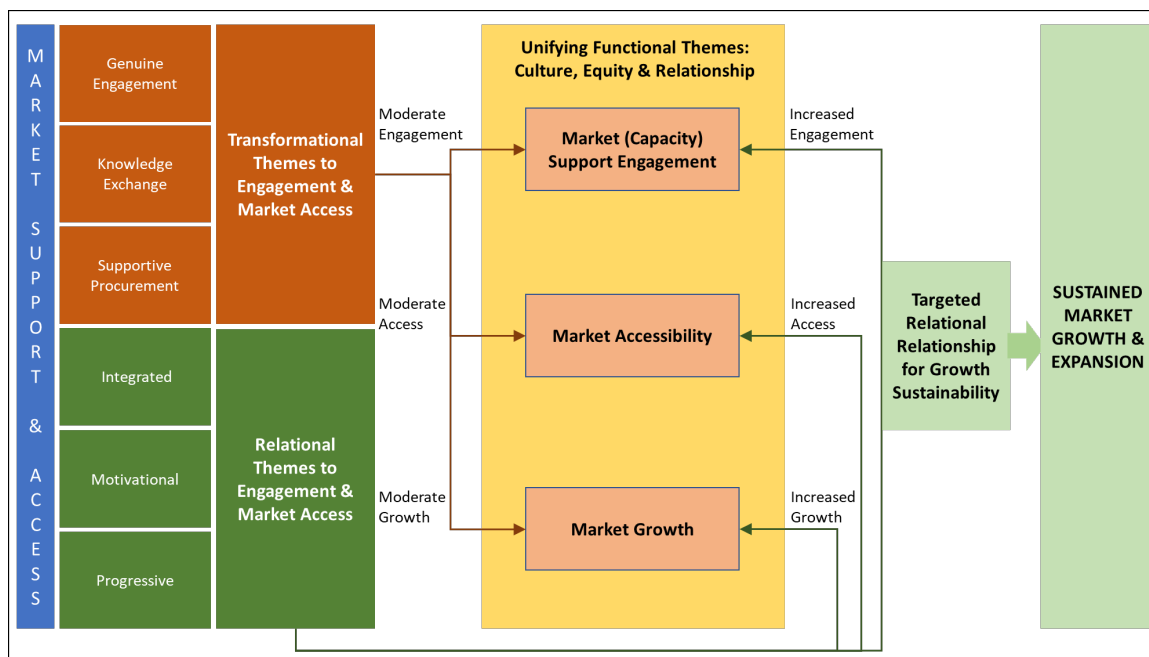 MARKET SUPPORT & ACCESS
Genuine
Engagement
Knowledge
Exchange
Supportive
Procurement
Integrated
Motivational
Progressive
Transformational
Themes to
Engagement &
Market Access
Relational
Themes to
Engagement &
Market Access
Moderate
Engagement
Moderate
Access
Moderate
Growth
Unifying Functional Themes:
Culture, Equity & Relationship
Market (Capacity)
Support Engagement
Market Accessibility
Market Growth
Increased
Engagement
Increased
Access
Increased
Growth
Targeted
Relational
Relationship
for Growth
Sustainability
SUSTAINED
MARKET
GROWTH &
EXPANSION